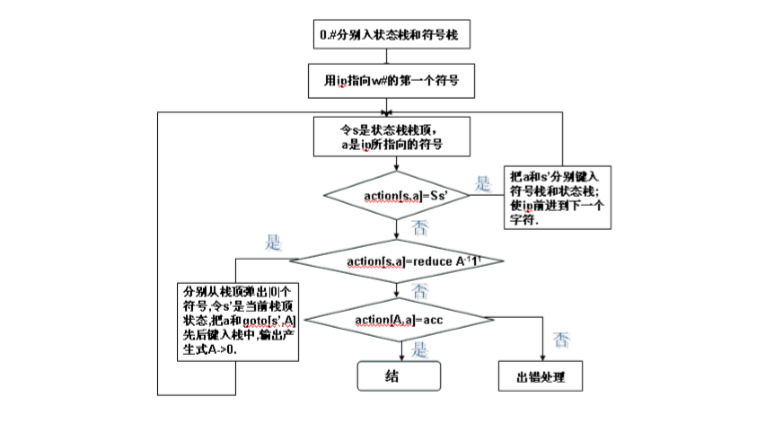 0.#分别入状态栈和符号栈
用ip指向w#的第一个符号
令s是状态栈栈顶，
a是ip所指向的符号
action[s.a]=Ss'
是
把a和s'分别键入
符号栈和状态栈;
使ip前进到下一个
字符.
否
是
action[s.a]=reduce A⁻¹1¹
分别从栈顶弹出|0|个
符号,令s'是当前栈顶
状态,把a和goto[s',A]
先后键入栈中,输出产
生式A->0.
否
action[A,a]=acc
否
是
结
出错处理